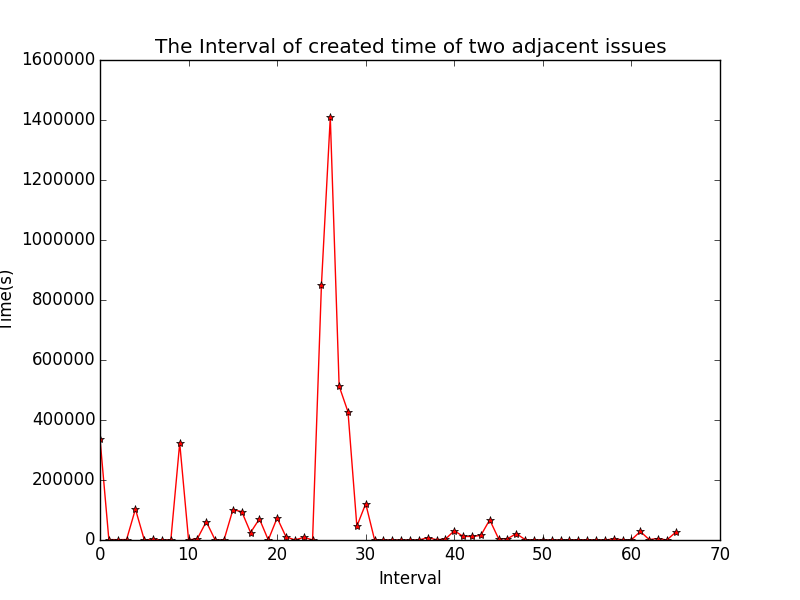 The Interval of created time of two adjacent issues
1600000
1400000
1200000
1000000
800000
600000
400000
200000
0
Time(s)
0 10 20 30 40 50 60 70
Interval